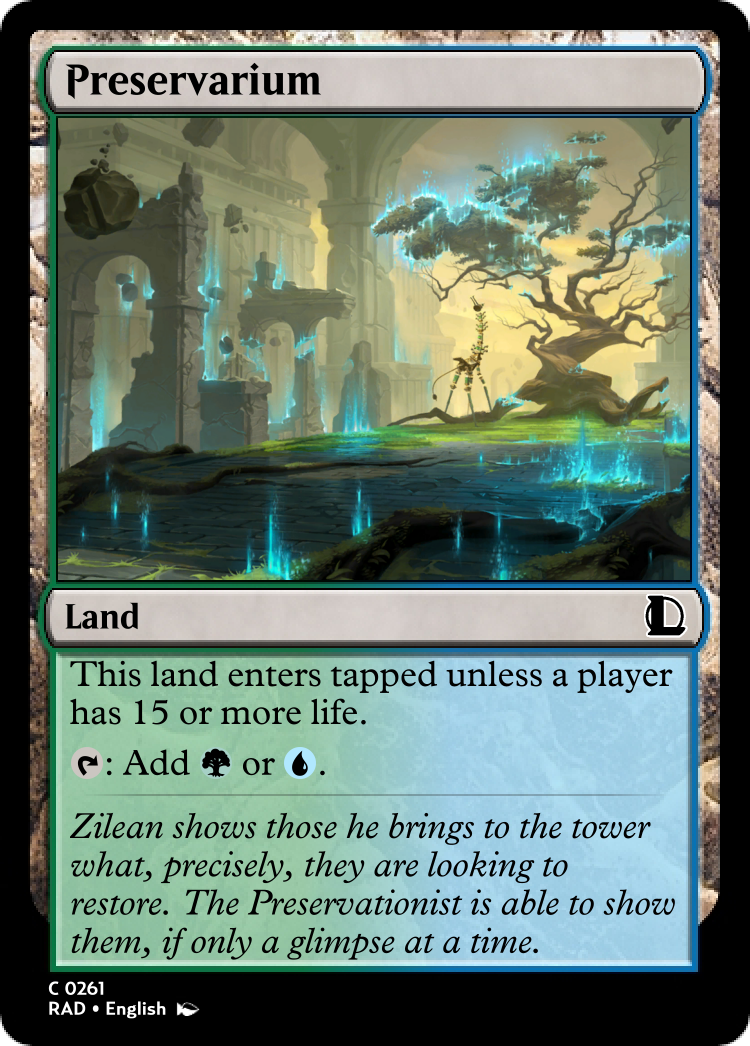 Preservarium
Land
This land enters tapped unless a player
has 15 or more life.
: Add or .
Zilean shows those he brings to the tower
what, precisely, they are looking to
restore. The Preservationist is able to show
them, if only a glimpse at a time.
C 0261
RAD • English